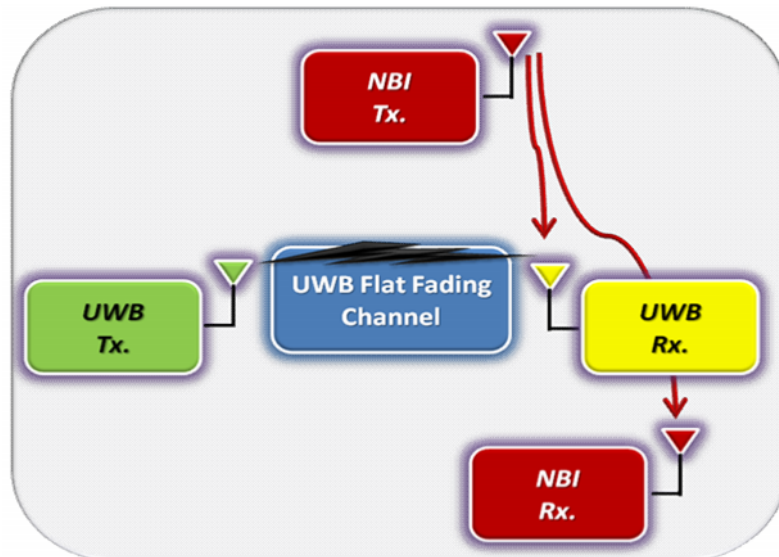 NBI
Tx.
UWB Flat Fading
Channel
UWB
Tx.
UWB
Rx.
NBI
Rx.